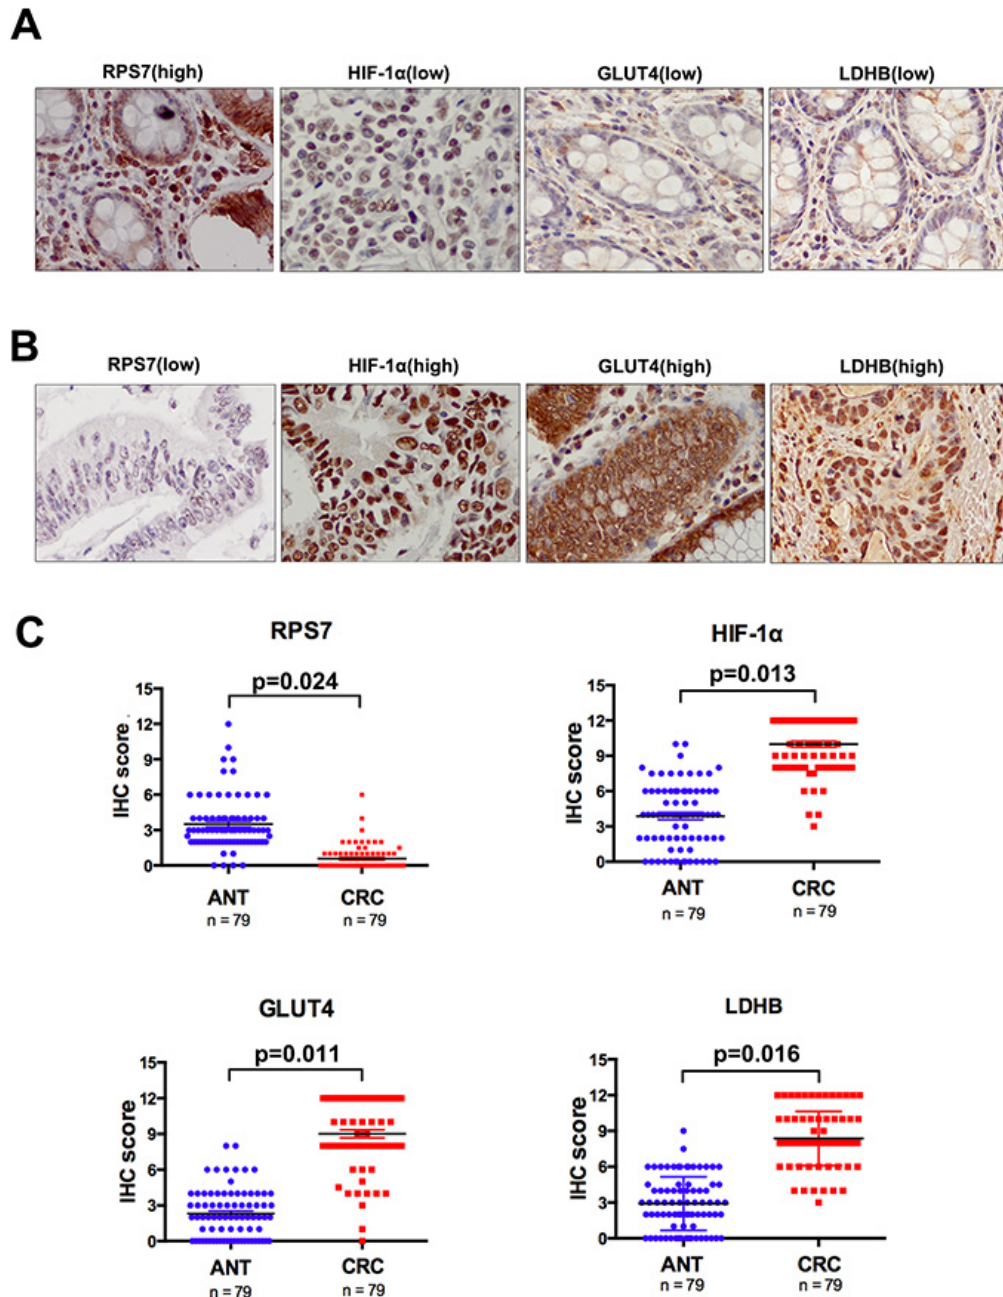 A
RPS7(high) HIF-1α(low) GLUT4(low) LDHB(low)
B
RPS7(low) HIF-1α(high) GLUT4(high) LDHB(high)
C
RPS7
p=0.024
IHC score
15
12
9
6
3
0
ANT CRC
n = 79 n = 79
HIF-1α
p=0.013
IHC score
15
12
9
6
3
0
ANT CRC
n = 79 n = 79
GLUT4
p=0.011
IHC score
15
12
9
6
3
0
ANT CRC
n = 79 n = 79
LDHB
p=0.016
IHC score
15
12
9
6
3
0
ANT CRC
n = 79 n = 79